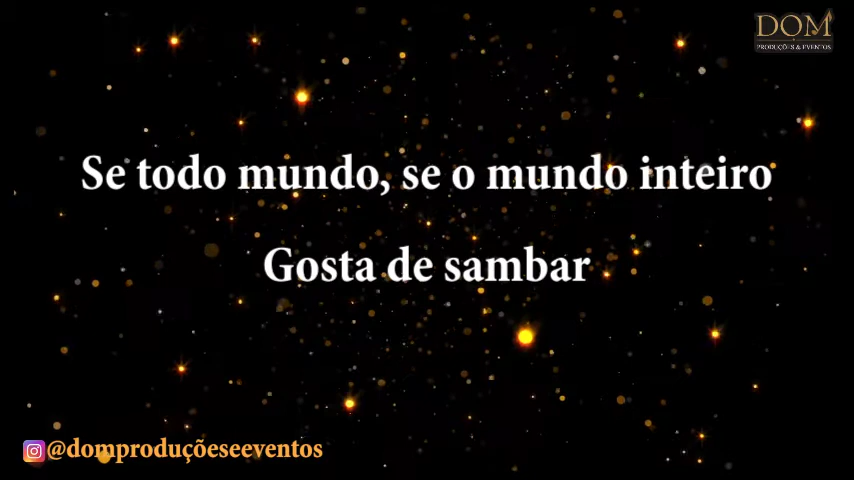 DOM
PRODUÇÕES & EVENTOS
Se todo mundo, se o mundo inteiro
Gosta de sambar
@domproduçõeseeventos